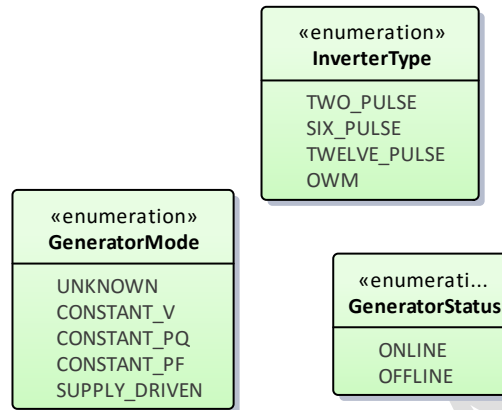 «enumeration»
InverterType
TWO_PULSE
SIX_PULSE
TWELVE_PULSE
OWM
«enumeration»
GeneratorMode
UNKNOWN
CONSTANT_V
CONSTANT_PQ
CONSTANT_PF
SUPPLY_DRIVEN
«enumerati...
GeneratorStatus
ONLINE
OFFLINE